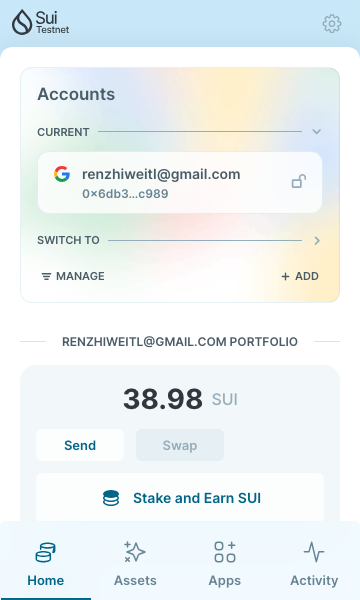 Sui
Testnet
Accounts
CURRENT
renzhiweitl@gmail.com
0×6db3...c989
SWITCH TO
MANAGE
+ ADD
RENZHIWEITL@GMAIL.COM PORTFOLIO
38.98 SUI
Send Swap
Stake and Earn SUI
Home Assets Apps Activity